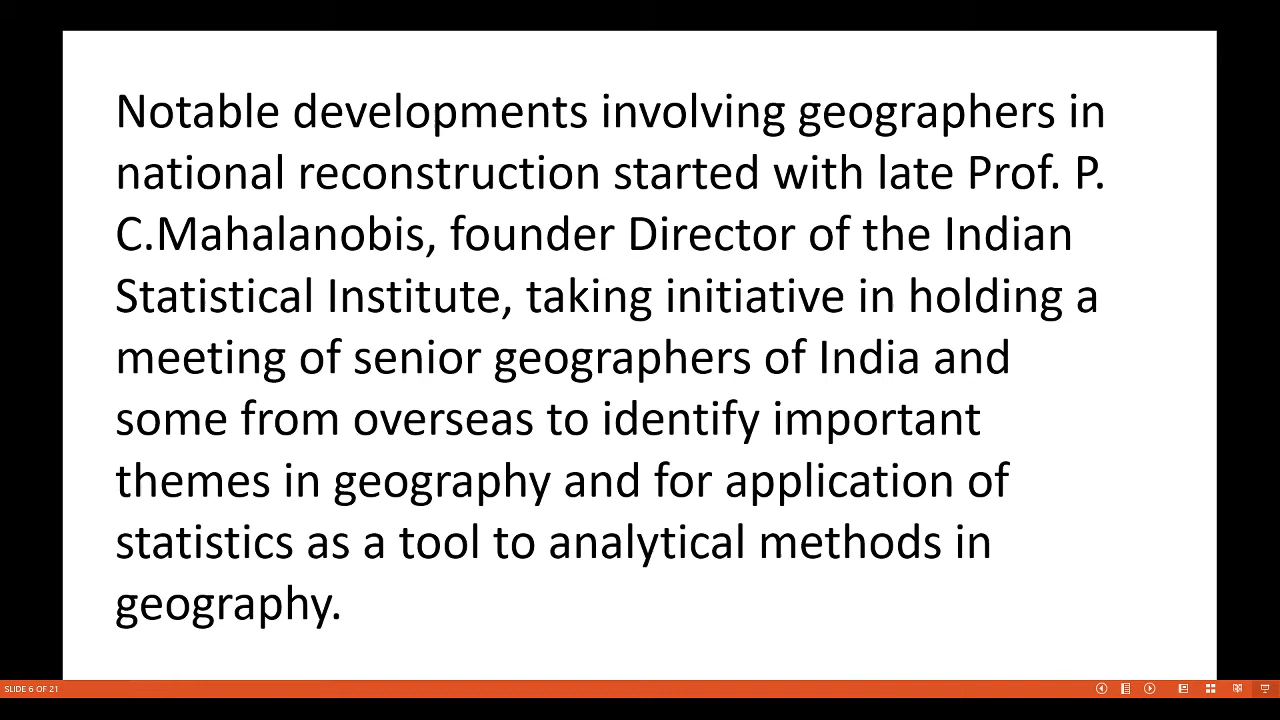 Notable developments involving geographers in
national reconstruction started with late Prof. P.
C.Mahalanobis, founder Director of the Indian
Statistical Institute, taking initiative in holding a
meeting of senior geographers of India and
some from overseas to identify important
themes in geography and for application of
statistics as a tool to analytical methods in
geography.
SLIDE 6 OF 21